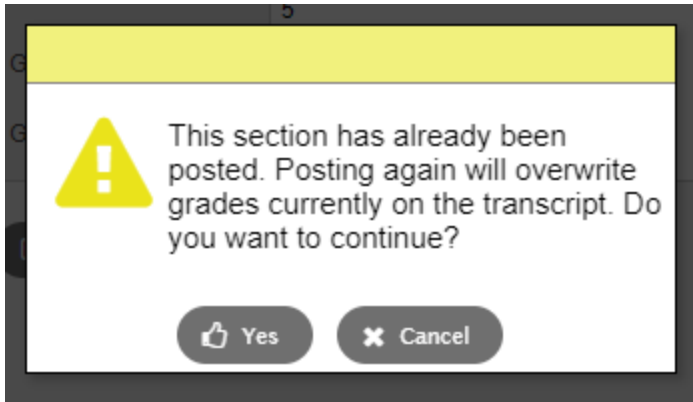 5
G
G
This section has already been
posted. Posting again will overwrite
grades currently on the transcript. Do
you want to continue?
Yes
Cancel